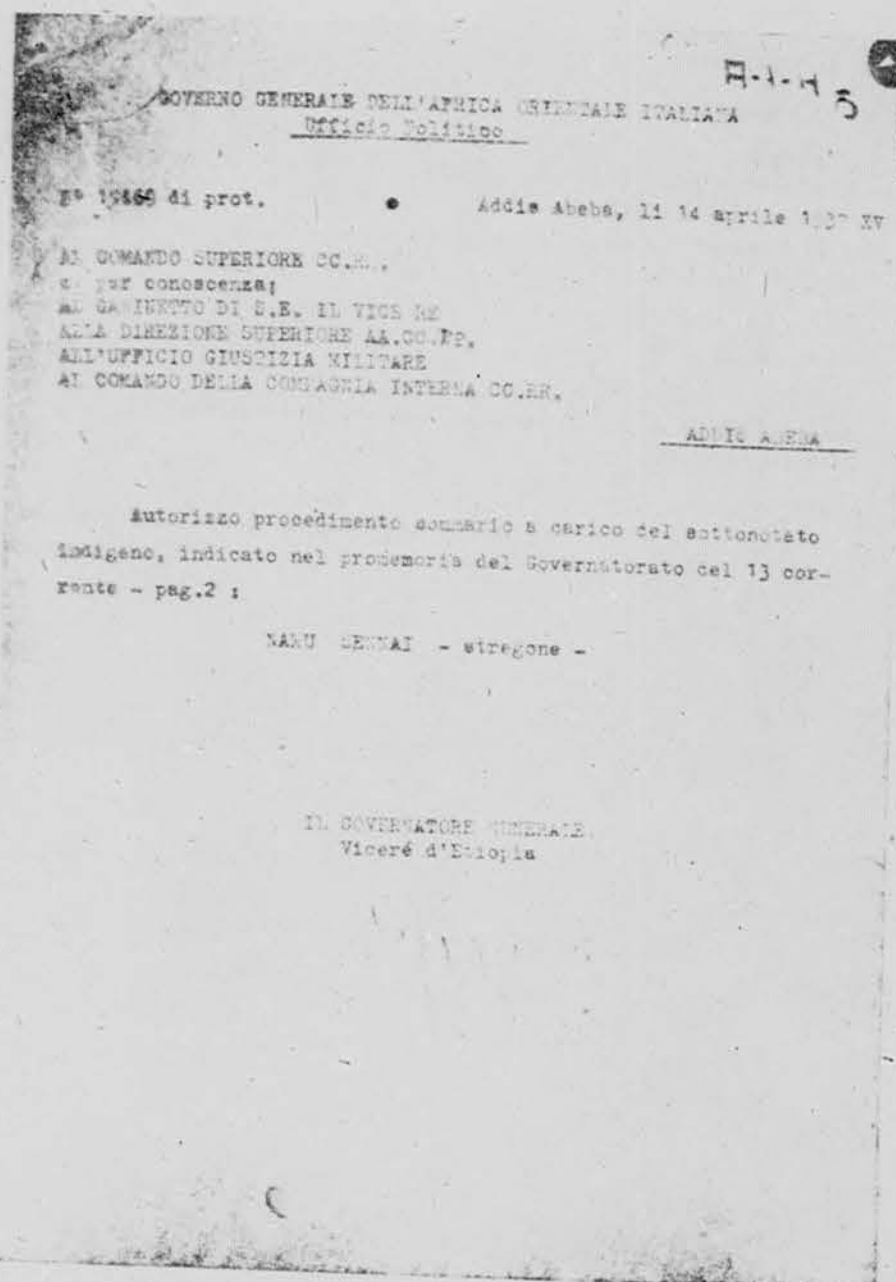 GOVERNO GENERALE DELL'AFRICA ORIENTALE ITALIANA
Ufficio Politico
N° di prot.
Addis Abeba, li 14 aprile 1937 XV
AL COMANDO SUPERIORE CC.RR.
e per conoscenza;
AL GABINETTO DI S.E. IL VICE RE
ALLA DIREZIONE SUPERIORE AA.CC.PP.
ALL'UFFICIO GIUSTIZIA MILITARE
AL COMANDO DELLA COMPAGNIA INTERNA CC.RR.
ADDIS ABEBA
Autorizzo procedimento sommario a carico del sottonotato
indigeno, indicato nel promemoria del Governatorato del 13 cor-
rente - pag.2 :
- stregone -
IL GOVERNATORE GENERALE
Viceré d'Etiopia